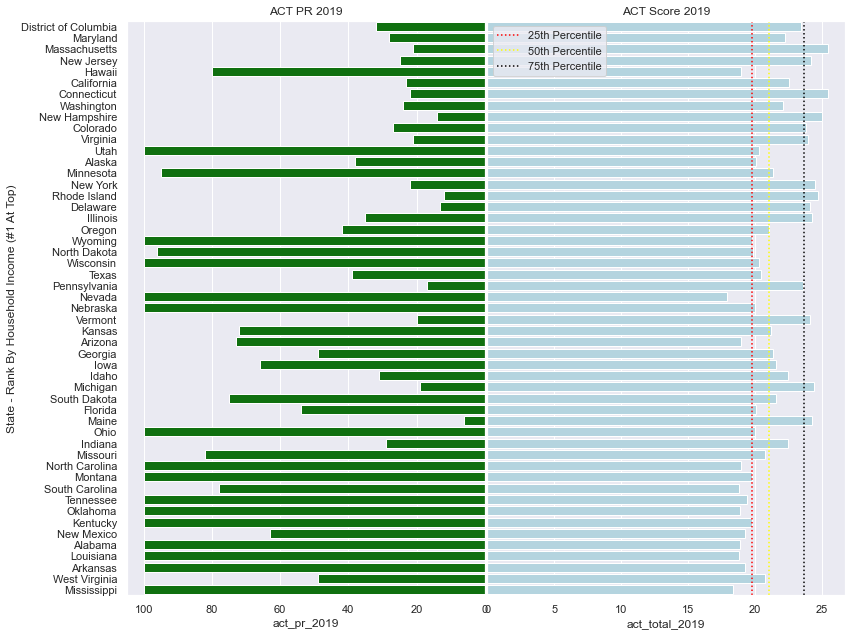 ACT PR 2019
ACT Score 2019
State - Rank By Household Income (#1 At Top)
District of Columbia
Maryland
Massachusetts
New Jersey
Hawaii
California
Connecticut
Washington
New Hampshire
Colorado
Virginia
Utah
Alaska
Minnesota
New York
Rhode Island
Delaware
Illinois
Oregon
Wyoming
North Dakota
Wisconsin
Texas
Pennsylvania
Nevada
Nebraska
Vermont
Kansas
Arizona
Georgia
Iowa
Idaho
Michigan
South Dakota
Florida
Maine
Ohio
Indiana
Missouri
North Carolina
Montana
South Carolina
Tennessee
Oklahoma
Kentucky
New Mexico
Alabama
Louisiana
Arkansas
West Virginia
Mississippi
25th Percentile
50th Percentile
75th Percentile
100 80 60 40 20 0
0 5 10 15 20 25
act_pr_2019
act_total_2019